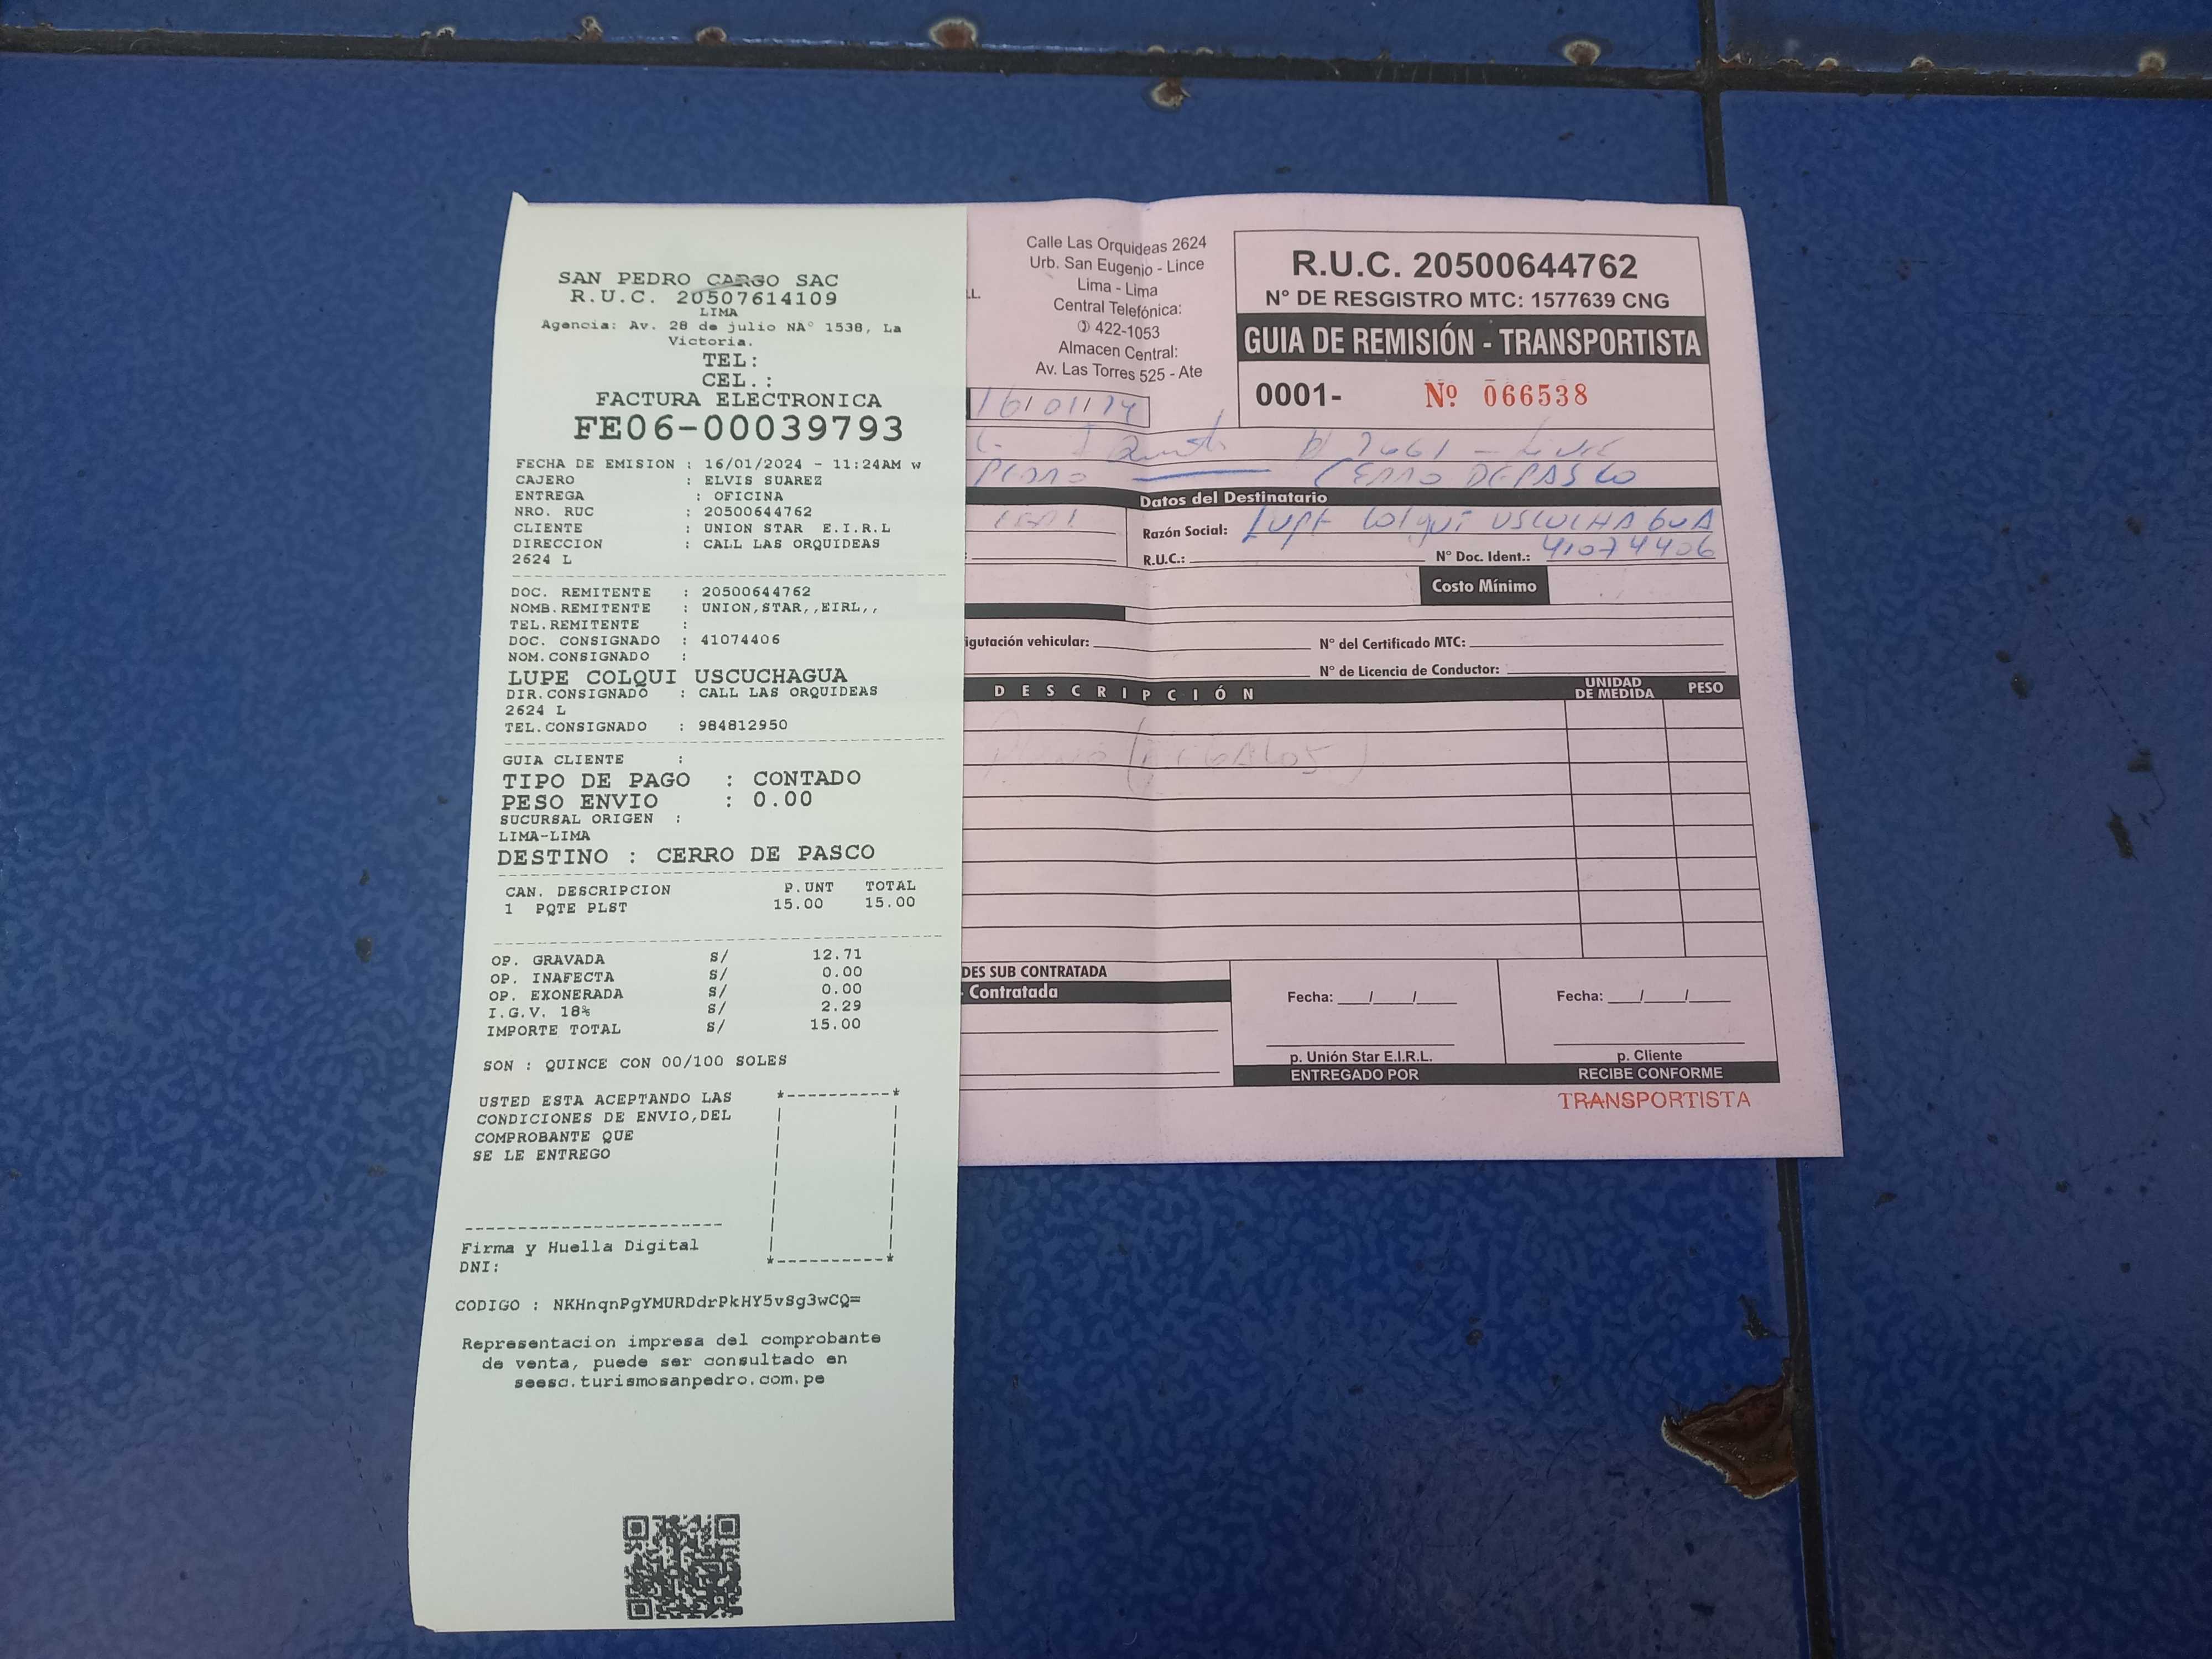 SAN PEDRO CARGO SAC
R.U.C. 20507614109
LIMA
Agencia: Av. 28 de julio NA° 1538, La
Victoria.
TEL:
CEL.:
FACTURA ELECTRONICA
FE06-00039793
FECHA DE EMISION : 16/01/2024 - 11:24AM w
CAJERO : ELVIS SUAREZ
ENTREGA : OFICINA
NRO. RUC : 20500644762
CLIENTE : UNION STAR E.I.R.L
DIRECCION : CALL LAS ORQUIDEAS
2624 L
DOC. REMITENTE : 20500644762
NOMB.REMITENTE : UNION,STAR,,EIRL,,
TEL.REMITENTE :
DOC. CONSIGNADO : 41074406
NOM.CONSIGNADO :
LUPE COLQUI USCUCHAGUA
DIR.CONSIGNADO : CALL LAS ORQUIDEAS
2624 L
TEL.CONSIGNADO : 984812950
GUIA CLIENTE :
TIPO DE PAGO : CONTADO
PESO ENVIO : 0.00
SUCURSAL ORIGEN :
LIMA-LIMA
DESTINO : CERRO DE PASCO
CAN. DESCRIPCION P.UNT TOTAL
1 PQTE PLST 15.00 15.00
OP. GRAVADA S/ 12.71
OP. INAFECTA S/ 0.00
OP. EXONERADA S/ 0.00
I.G.V. 18% S/ 2.29
IMPORTE TOTAL S/ 15.00
SON : QUINCE CON 00/100 SOLES
USTED ESTA ACEPTANDO LAS
CONDICIONES DE ENVIO,DEL
COMPROBANTE QUE
SE LE ENTREGO
Firma y Huella Digital
DNI:
CODIGO : NKHnqnPgYMURDdrPkHY5vSg3wCQ=
Representacion impresa del comprobante
de venta, puede ser consultado en
seesc.turismosanpedro.com.pe
Calle Las Orquideas 2624
Urb. San Eugenio - Lince
Lima - Lima
Central Telefónica:
422-1053
Almacen Central:
Av. Las Torres 525 - Ate
R.U.C. 20500644762
N° DE RESGISTRO MTC: 1577639 CNG
GUIA DE REMISIÓN - TRANSPORTISTA
0001- Nº 066538
16/01/24
PEDRO CERRO DE PASCO
Datos del Destinatario
Razón Social: LUPE Colqui USCUCHAGUA
R.U.C.: N° Doc. Ident.: 41074406
Costo Mínimo
igutación vehicular: N° del Certificado MTC:
N° de Licencia de Conductor:
DESCRIPCIÓN UNIDAD DE MEDIDA PESO
DES SUB CONTRATADA
Contratada
Fecha: __/__/__ Fecha: __/__/__
p. Unión Star E.I.R.L. p. Cliente
ENTREGADO POR RECIBE CONFORME
TRANSPORTISTA